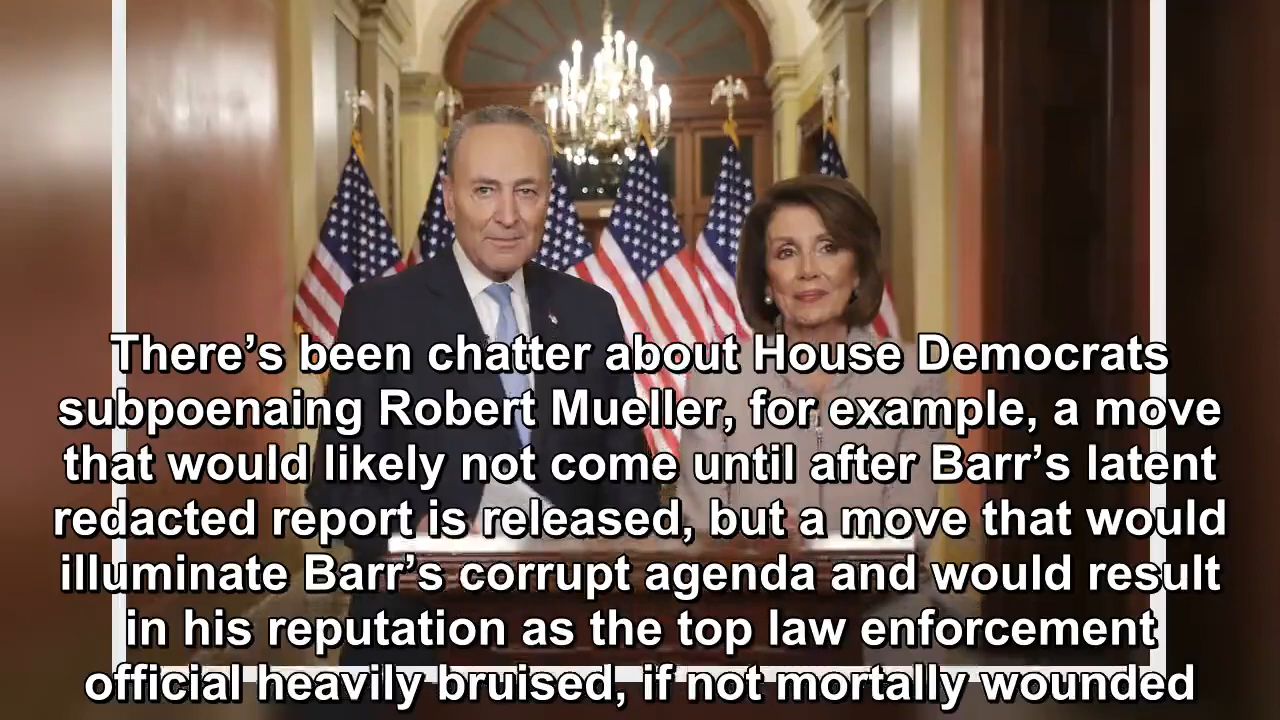 There’s been chatter about House Democrats
subpoenaing Robert Mueller, for example, a move
that would likely not come until after Barr’s latent
redacted report is released, but a move that would
illuminate Barr’s corrupt agenda and would result
in his reputation as the top law enforcement
official heavily bruised, if not mortally wounded